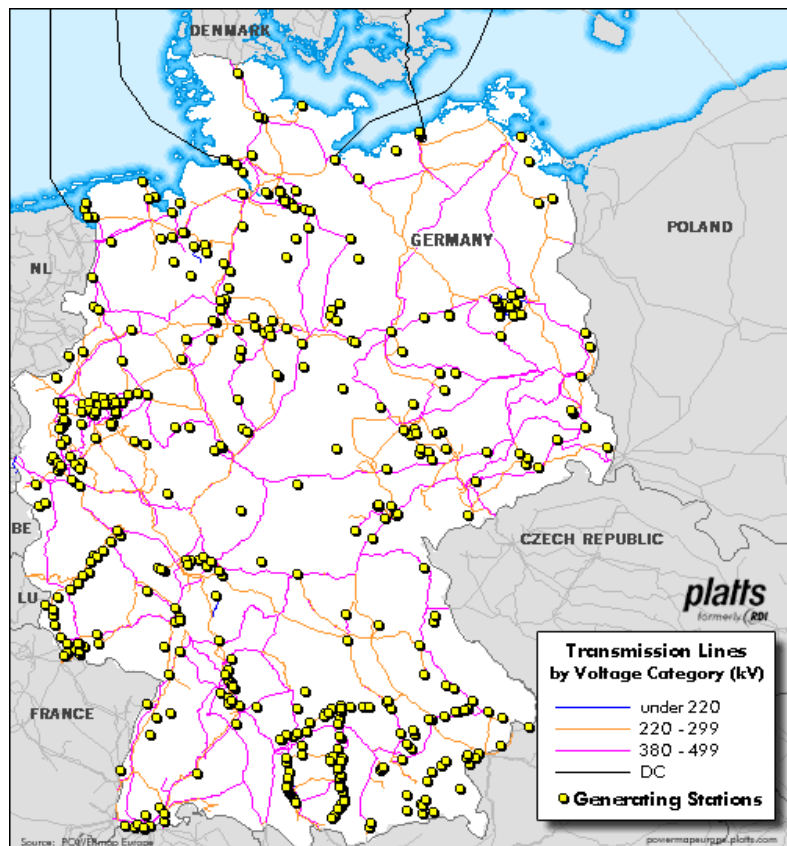 DENMARK
POLAND
GERMANY
NL
BE
CZECH REPUBLIC
LU
platts
formerly RDI
FRANCE
Transmission Lines
by Voltage Category (kV)
under 220
220 - 299
380 - 499
DC
Generating Stations
Source: POWERmap Europe
powermapeurope.platts.com